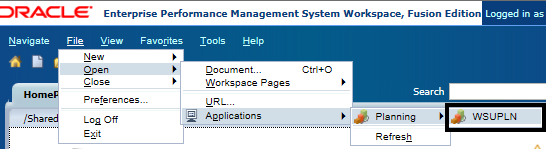 ORACLE Enterprise Performance Management System Workspace, Fusion Edition Logged in as
Navigate File View Favorites Tools Help
New
Open
Close
Preferences...
Log Off
Exit
Document... Ctrl+O
Workspace Pages
URL...
Applications
Planning
Refresh
WSUPLN
Search
HomeP
/Shared